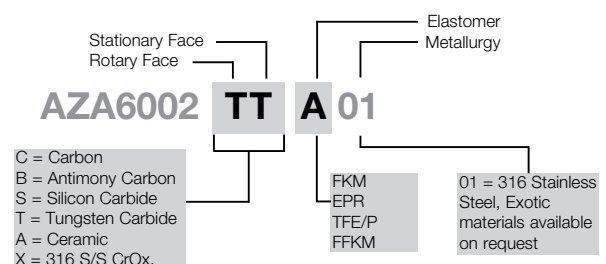 Elastomer
Stationary Face
Metallurgy
Rotary Face
AZA6002 TT A 01
C = Carbon
B = Antimony Carbon
S = Silicon Carbide
T = Tungsten Carbide
A = Ceramic
X = 316 S/S CrOx.
FKM
EPR
TFE/P
FFKM
01 = 316 Stainless
Steel, Exotic
materials available
on request